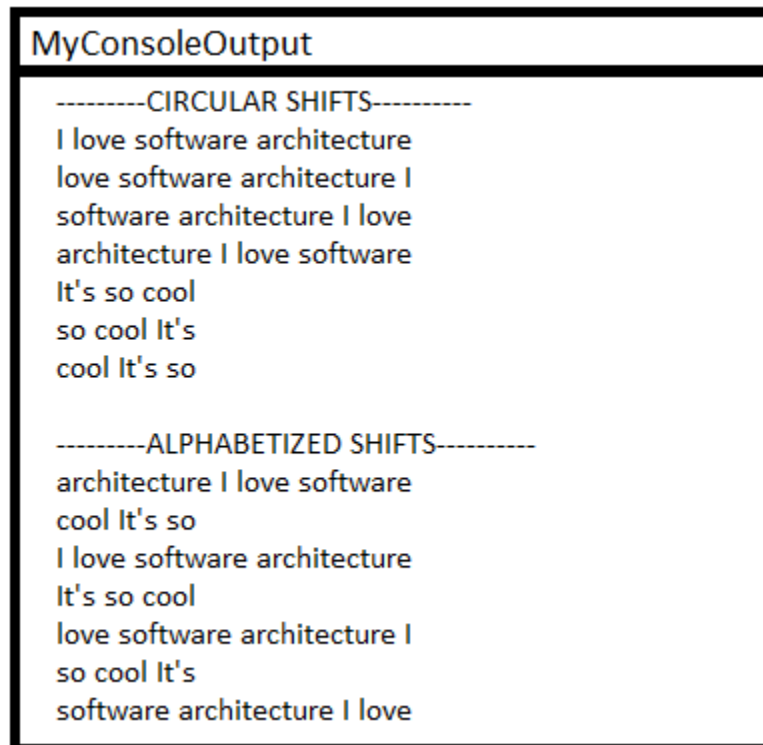 MyConsoleOutput
---------CIRCULAR SHIFTS----------
I love software architecture
love software architecture I
software architecture I love
architecture I love software
It's so cool
so cool It's
cool It's so
---------ALPHABETIZED SHIFTS----------
architecture I love software
cool It's so
I love software architecture
It's so cool
love software architecture I
so cool It's
software architecture I love